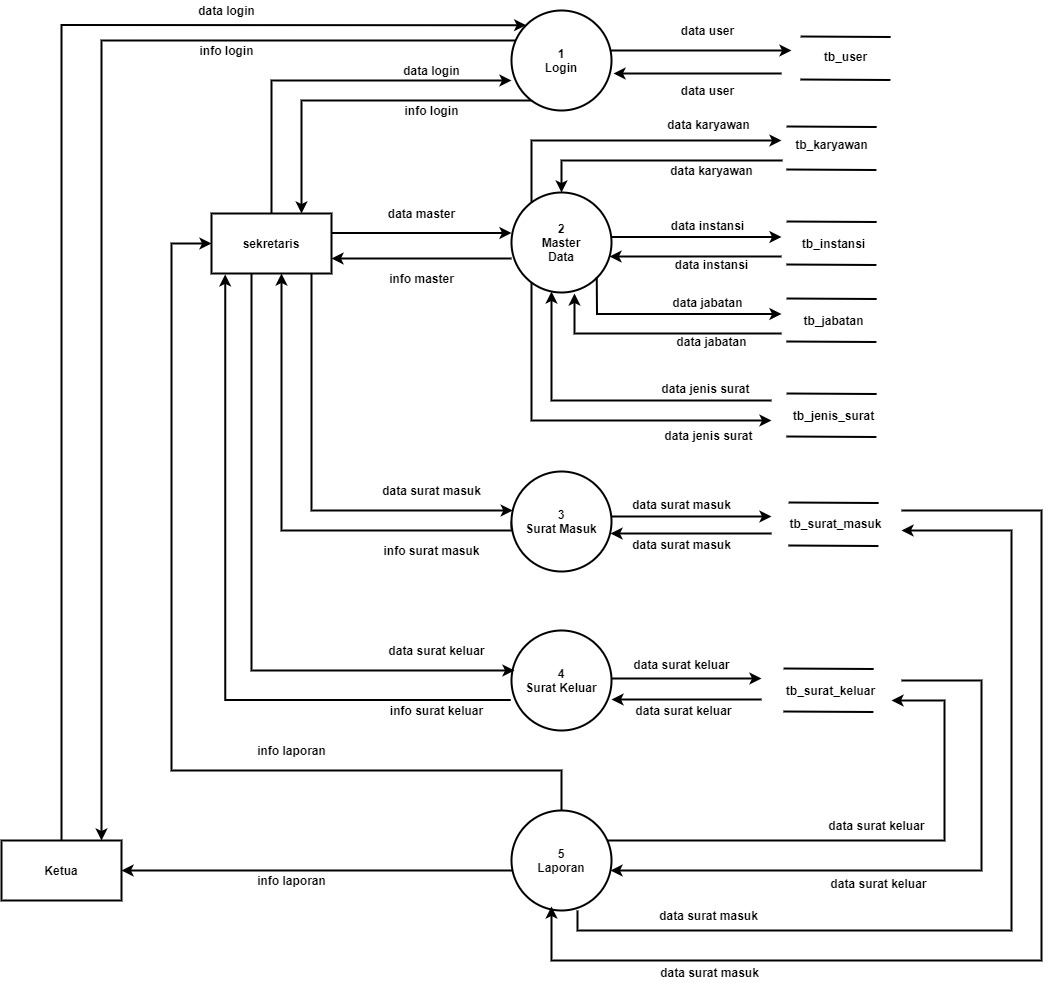 data login
info login
data login
info login
1
Login
data user
data user
tb_user
data karyawan
data karyawan
tb_karyawan
sekretaris
data master
info master
2
Master
Data
data instansi
data instansi
tb_instansi
data jabatan
data jabatan
tb_jabatan
data jenis surat
data jenis surat
tb_jenis_surat
data surat masuk
info surat masuk
3
Surat Masuk
data surat masuk
data surat masuk
tb_surat_masuk
data surat keluar
info surat keluar
4
Surat Keluar
data surat keluar
data surat keluar
tb_surat_keluar
info laporan
Ketua
info laporan
5
Laporan
data surat keluar
data surat keluar
data surat masuk
data surat masuk